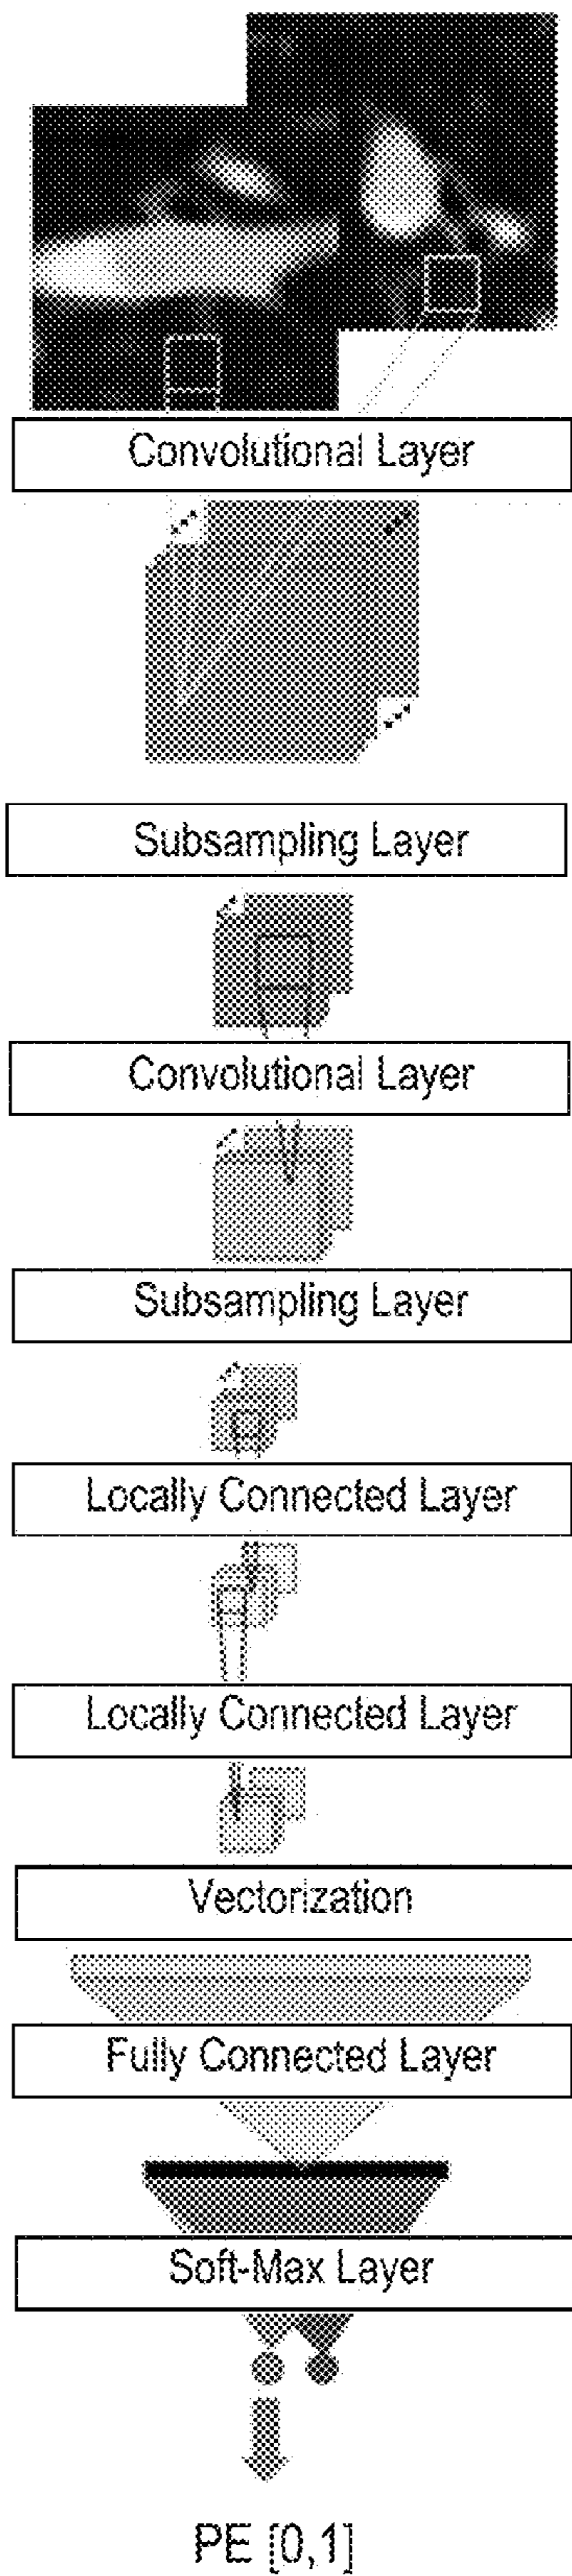 Convolutional Layer
Subsampling Layer
Convolutional Layer
Subsampling Layer
Locally Connected Layer
Locally Connected Layer
Vectorization
Fully Connected Layer
Soft-Max Layer
PE [0,1]